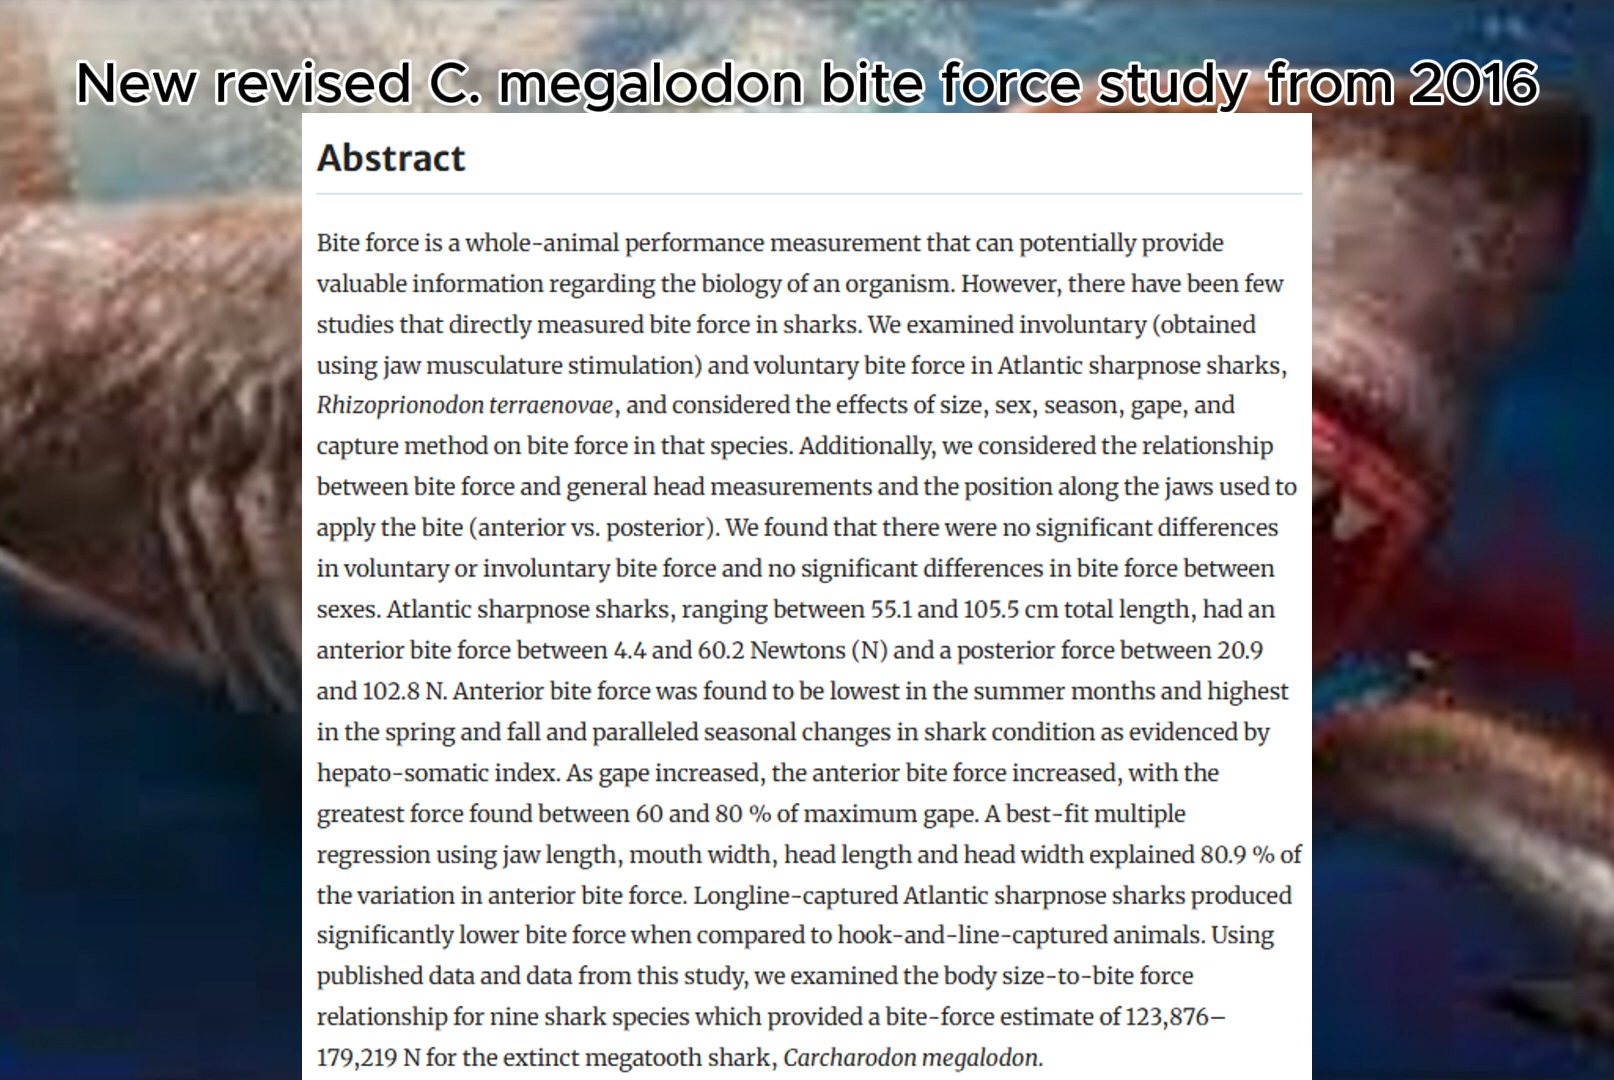 New revised C. megalodon bite force study from 2016
Abstract
Bite force is a whole-animal performance measurement that can potentially provide
valuable information regarding the biology of an organism. However, there have been few
studies that directly measured bite force in sharks. We examined involuntary (obtained
using jaw musculature stimulation) and voluntary bite force in Atlantic sharpnose sharks,
Rhizoprionodon terraenovae, and considered the effects of size, sex, season, gape, and
capture method on bite force in that species. Additionally, we considered the relationship
between bite force and general head measurements and the position along the jaws used to
apply the bite (anterior vs. posterior). We found that there were no significant differences
in voluntary or involuntary bite force and no significant differences in bite force between
sexes. Atlantic sharpnose sharks, ranging between 55.1 and 105.5 cm total length, had an
anterior bite force between 4.4 and 60.2 Newtons (N) and a posterior force between 20.9
and 102.8 N. Anterior bite force was found to be lowest in the summer months and highest
in the spring and fall and paralleled seasonal changes in shark condition as evidenced by
hepato-somatic index. As gape increased, the anterior bite force increased, with the
greatest force found between 60 and 80 % of maximum gape. A best-fit multiple
regression using jaw length, mouth width, head length and head width explained 80.9 % of
the variation in anterior bite force. Longline-captured Atlantic sharpnose sharks produced
significantly lower bite force when compared to hook-and-line-captured animals. Using
published data and data from this study, we examined the body size-to-bite force
relationship for nine shark species which provided a bite-force estimate of 123,876–
179,219 N for the extinct megatooth shark, Carcharodon megalodon.